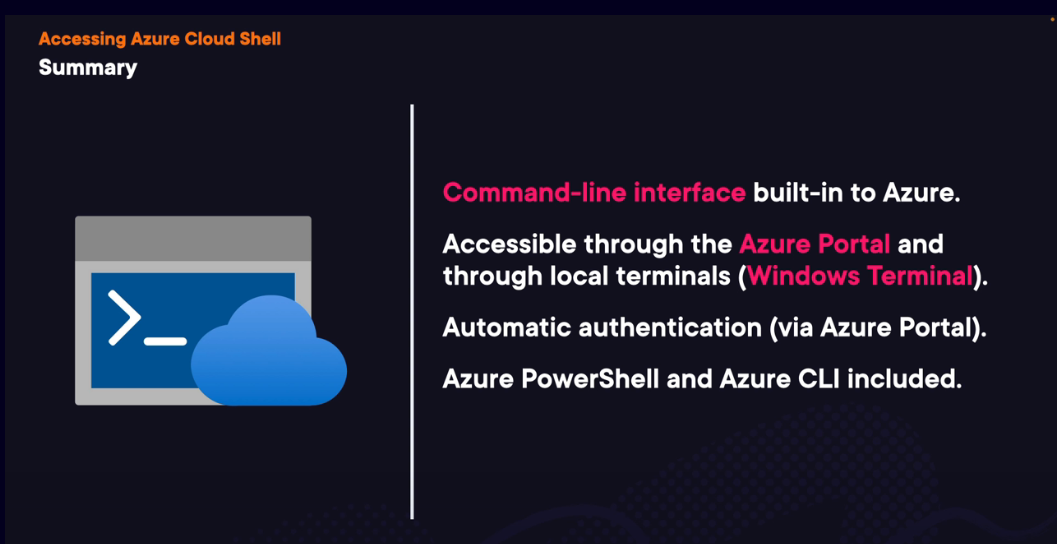 Accessing Azure Cloud Shell
Summary
Command-line interface built-in to Azure.
Accessible through the Azure Portal and
through local terminals (Windows Terminal).
Automatic authentication (via Azure Portal).
Azure PowerShell and Azure CLI included.